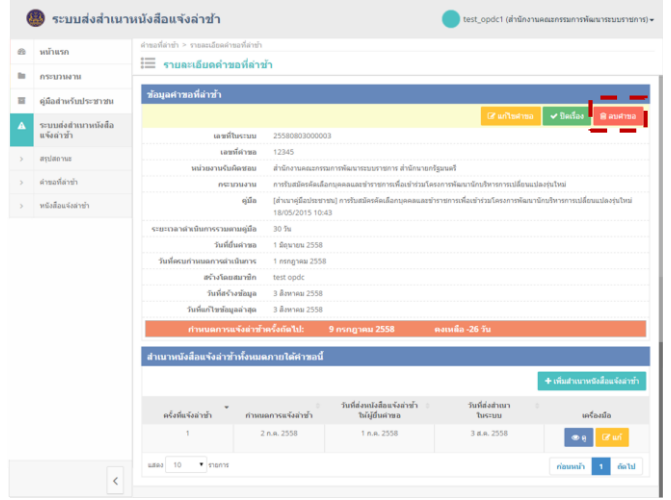 ระบบส่งสำเนาหนังสือแจ้งล่าช้า
test_opdc1 (สำนักงานคณะกรรมการพัฒนาระบบราชการ)
หน้าแรก
กระบวนงาน
คู่มือสำหรับประชาชน
ระบบส่งสำเนาหนังสือ
แจ้งล่าช้า
สรุปสถานะ
คำขอที่ล่าช้า
หนังสือแจ้งล่าช้า
คำขอที่ล่าช้า > รายละเอียดคำขอที่ล่าช้า
รายละเอียดคำขอที่ล่าช้า
ข้อมูลคำขอที่ล่าช้า
แก้ไขคำขอ ปิดเรื่อง ลบคำขอ
เลขที่ในระบบ 25580803000003
เลขที่คำขอ 12345
หน่วยงานรับผิดชอบ สำนักงานคณะกรรมการพัฒนาระบบราชการ สำนักนายกรัฐมนตรี
กระบวนงาน การรับสมัครคัดเลือกบุคคลและข้าราชการเพื่อเข้าร่วมโครงการพัฒนานักบริหารการเปลี่ยนแปลงรุ่นใหม่
คู่มือ [สำเนาคู่มือประชาชน] การรับสมัครคัดเลือกบุคคลและข้าราชการเพื่อเข้าร่วมโครงการพัฒนานักบริหารการเปลี่ยนแปลงรุ่นใหม่
18/05/2015 10:43
ระยะเวลาดำเนินการรวมตามคู่มือ 30 วัน
วันที่ยื่นคำขอ 1 มิถุนายน 2558
วันที่ครบกำหนดการดำเนินการ 1 กรกฎาคม 2558
สร้างโดยสมาชิก test opdc
วันที่สร้างข้อมูล 3 สิงหาคม 2558
วันที่แก้ไขข้อมูลล่าสุด 3 สิงหาคม 2558
กำหนดการแจ้งล่าช้าครั้งถัดไป: 9 กรกฎาคม 2558 คงเหลือ -26 วัน
สำเนาหนังสือแจ้งล่าช้าทั้งหมดภายใต้คำขอนี้
+ เพิ่มสำเนาหนังสือแจ้งล่าช้า
ครั้งที่แจ้งล่าช้า กำหนดการแจ้งล่าช้า วันที่ส่งหนังสือแจ้งล่าช้า ให้ผู้ยื่นคำขอ วันที่ส่งสำเนา ในระบบ เครื่องมือ
1 2 ก.ค. 2558 1 ก.ค. 2558 3 ส.ค. 2558 ดู แก้
แสดง 10 รายการ
ก่อนหน้า 1 ถัดไป